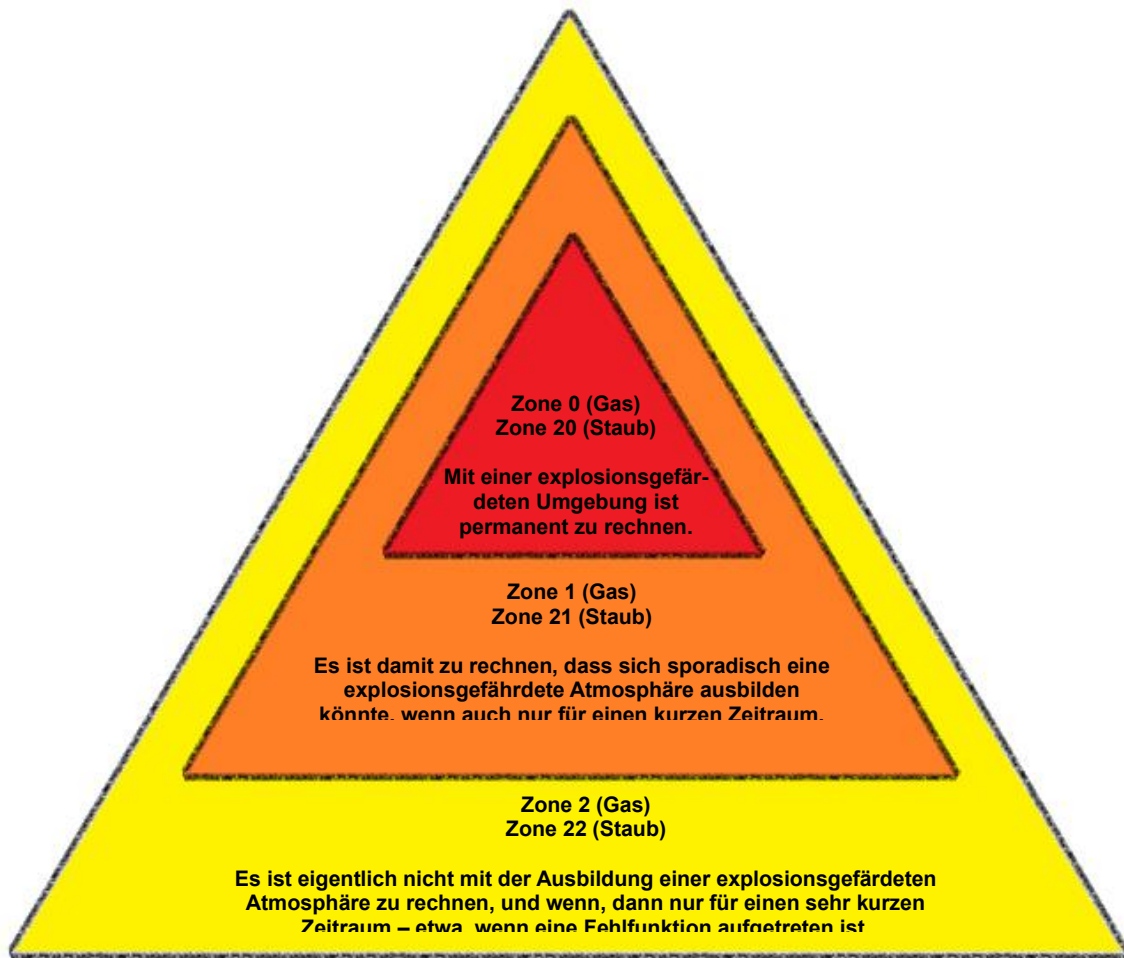 Zone 0 (Gas)
Zone 20 (Staub)
Mit einer explosionsgefär-
deten Umgebung ist
permanent zu rechnen.
Zone 1 (Gas)
Zone 21 (Staub)
Es ist damit zu rechnen, dass sich sporadisch eine
explosionsgefährdete Atmosphäre ausbilden
könnte, wenn auch nur für einen kurzen Zeitraum.
Zone 2 (Gas)
Zone 22 (Staub)
Es ist eigentlich nicht mit der Ausbildung einer explosionsgefärdeten
Atmosphäre zu rechnen, und wenn, dann nur für einen sehr kurzen
Zeitraum – etwa, wenn eine Fehlfunktion aufgetreten ist